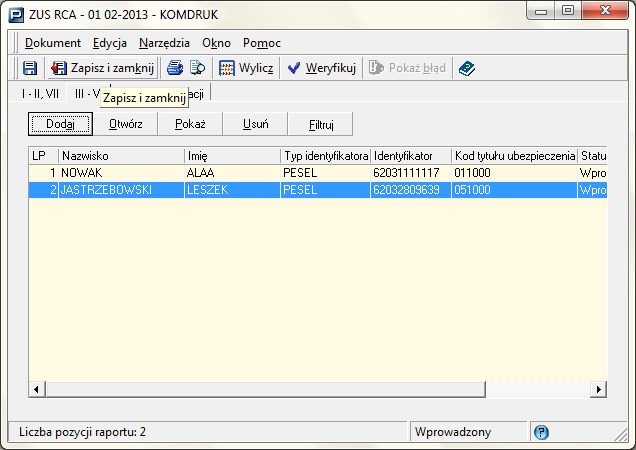 ZUS RCA - 01 02-2013 - KOMDRUK
Dokument Edycja Narzędzia Okno Pomoc
Zapisz i zamknij Wylicz Weryfikuj Pokaż błąd
I - II, VII III - V acji
Zapisz i zamknij
Dodaj Otwórz Pokaż Usuń Filtruj
LP Nazwisko Imię Typ identyfikatora Identyfikator Kod tytułu ubezpieczenia Statu
1 NOWAK ALAA PESEL 62031111117 011000 Wpro
2 JASTRZEBOWSKI LESZEK PESEL 62032809639 051000 Wpro
Liczba pozycji raportu: 2 Wprowadzony